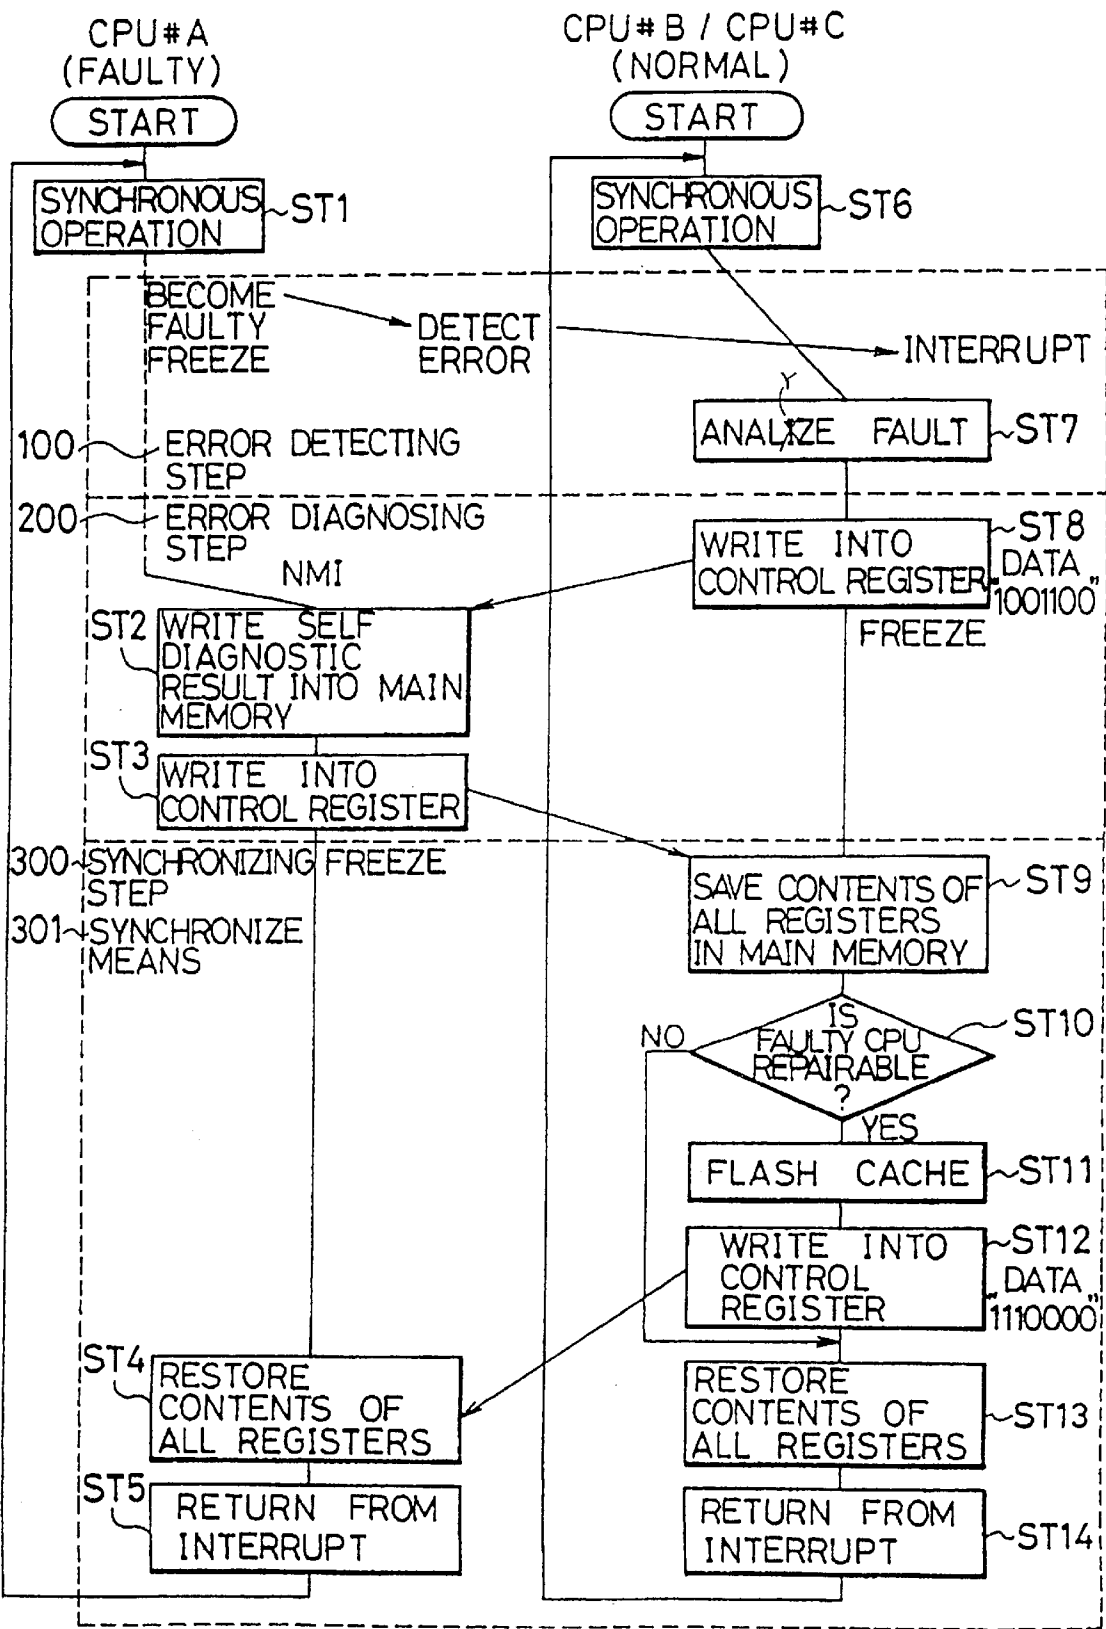 CPU#A
(FAULTY)
START
SYNCHRONOUS
OPERATION
ST1
CPU#B / CPU#C
(NORMAL)
START
SYNCHRONOUS
OPERATION
ST6
BECOME
FAULTY
FREEZE
DETECT
ERROR
INTERRUPT
Y
ANALIZE FAULT
ST7
100
ERROR DETECTING
STEP
200
ERROR DIAGNOSING
STEP
NMI
WRITE INTO
CONTROL REGISTER
ST8
DATA
"1001100"
FREEZE
ST2
WRITE SELF
DIAGNOSTIC
RESULT INTO MAIN
MEMORY
ST3
WRITE INTO
CONTROL REGISTER
300
SYNCHRONIZING FREEZE
STEP
301
SYNCHRONIZE
MEANS
SAVE CONTENTS OF
ALL REGISTERS
IN MAIN MEMORY
ST9
IS
FAULTY CPU
REPAIRABLE
?
ST10
NO
YES
FLASH CACHE
ST11
WRITE INTO
CONTROL
REGISTER
ST12
DATA
"1110000"
ST4
RESTORE
CONTENTS OF
ALL REGISTERS
RESTORE
CONTENTS OF
ALL REGISTERS
ST13
ST5
RETURN FROM
INTERRUPT
RETURN FROM
INTERRUPT
ST14